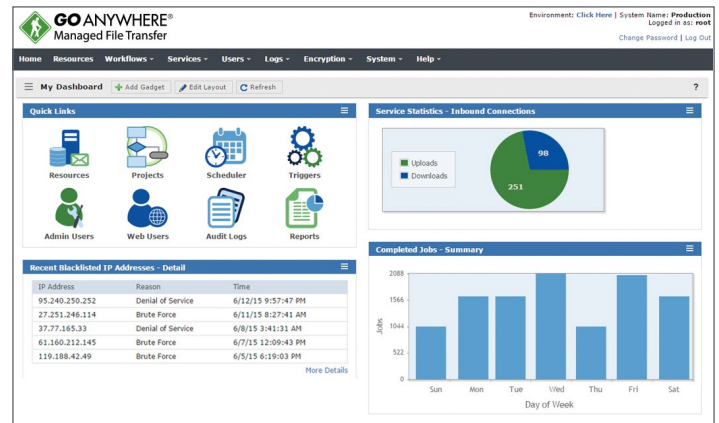 GO ANYWHERE®
Managed File Transfer
Environment: Click Here | System Name: Production
Logged in as: root
Change Password | Log Out
Home Resources Workflows Services Users Logs Encryption System Help
My Dashboard Add Gadget Edit Layout Refresh ?
Quick Links
Resources Projects Scheduler Triggers
Admin Users Web Users Audit Logs Reports
Recent Blacklisted IP Addresses - Detail
IP Address Reason Time
95.240.250.252 Denial of Service 6/12/15 9:57:47 PM
27.251.246.114 Brute Force 6/11/15 8:27:41 AM
37.77.165.33 Denial of Service 6/8/15 3:41:31 AM
61.160.212.145 Brute Force 6/7/15 12:09:43 PM
119.188.42.49 Brute Force 6/5/15 6:19:03 PM
More Details
Service Statistics - Inbound Connections
Uploads
Downloads
98
251
Completed Jobs - Summary
2088
1566
1044
522
0
Jobs
Sun Mon Tue Wed Thu Fri Sat
Day of Week